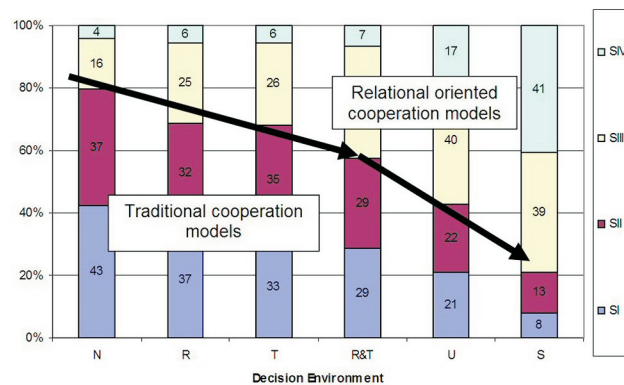 100%
80%
60%
40%
20%
0%
4
16
37
43
6
25
32
37
6
26
35
33
7
29
29
17
40
22
21
41
39
13
8
Relational oriented
cooperation models
Traditional cooperation
models
N
R
T
R&T
U
S
Decision Environment
SIV
SIII
SII
SI